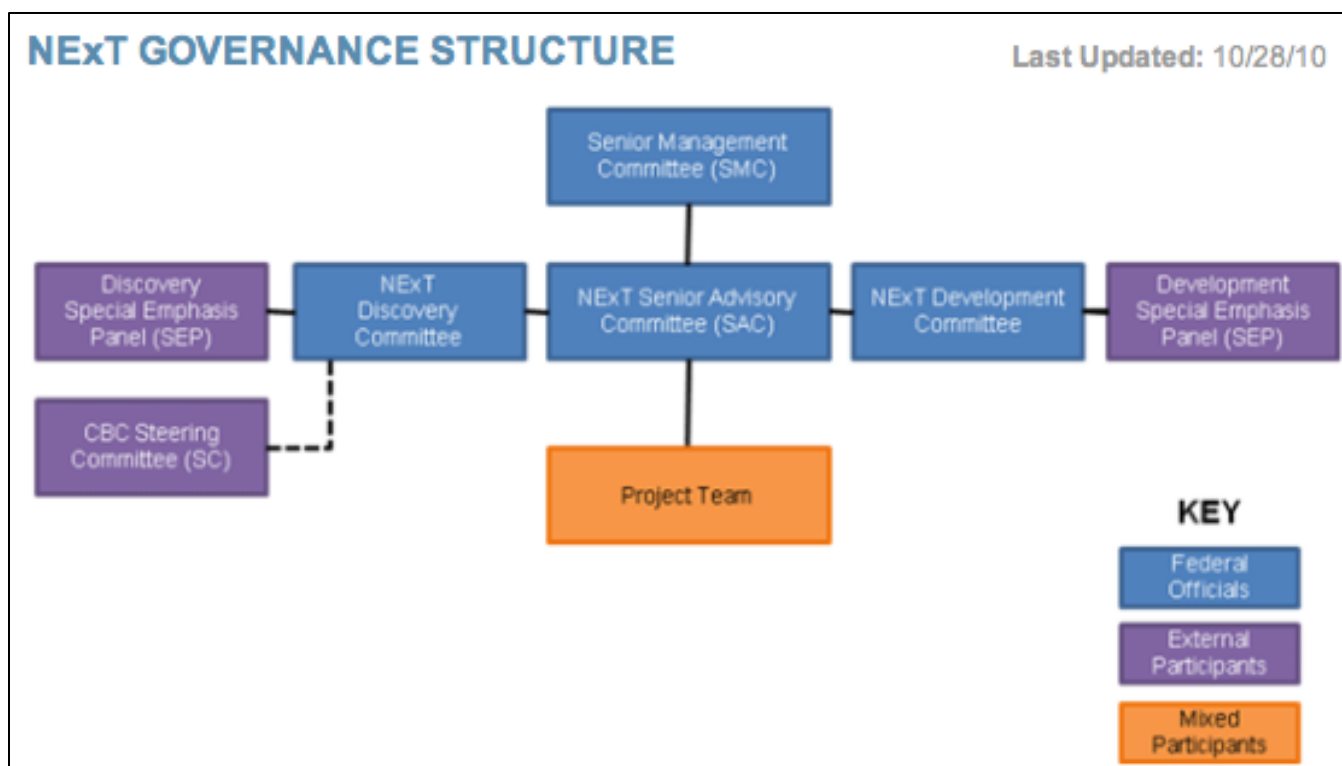 NExT GOVERNANCE STRUCTURE
Last Updated: 10/28/10
Senior Management
Committee (SMC)
Discovery
Special Emphasis
Panel (SEP)
NExT
Discovery
Committee
NExT Senior Advisory
Committee (SAC)
NExT Development
Committee
Development
Special Emphasis
Panel (SEP)
CBC Steering
Committee (SC)
Project Team
KEY
Federal
Officials
External
Participants
Mixed
Participants